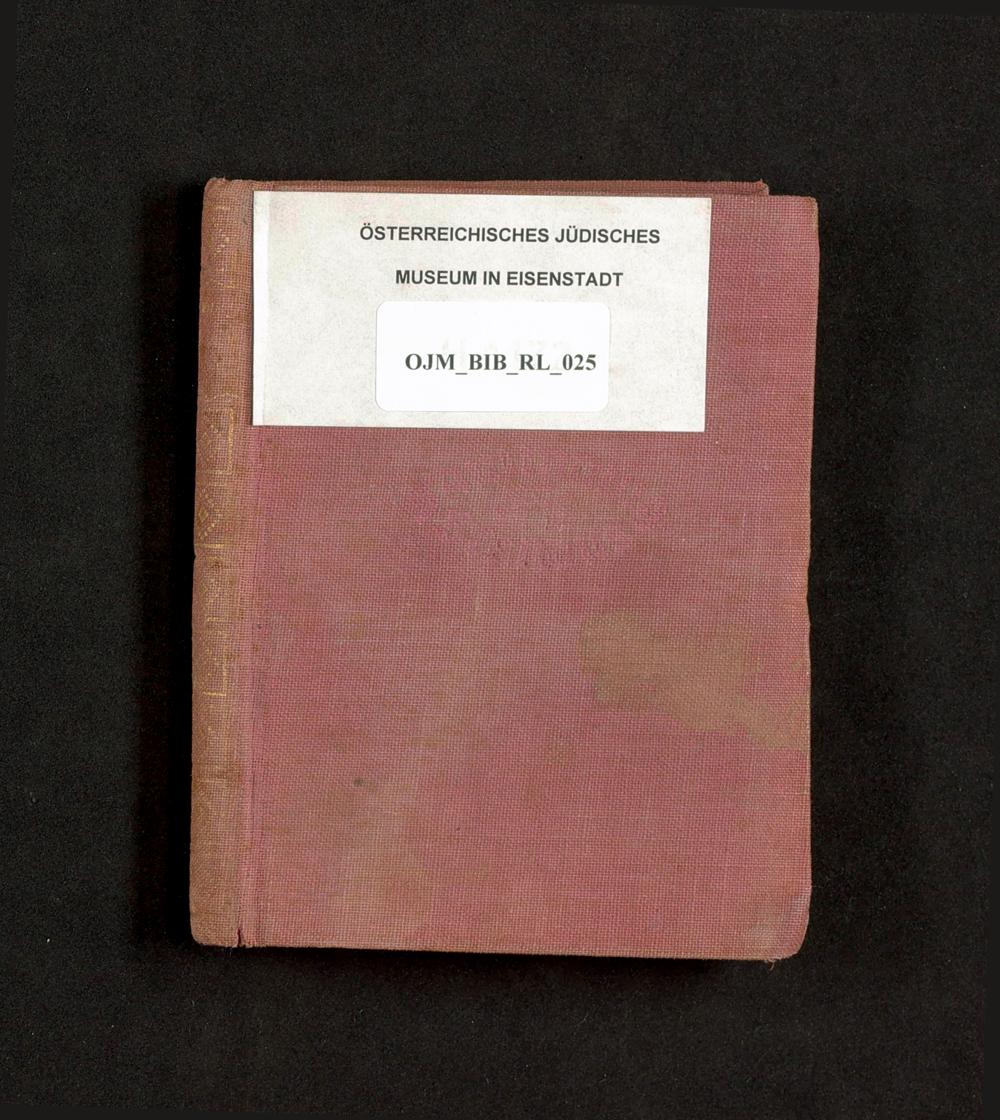 ÖSTERREICHISCHES JÜDISCHES
MUSEUM IN EISENSTADT
OJM_BIB_RL_025